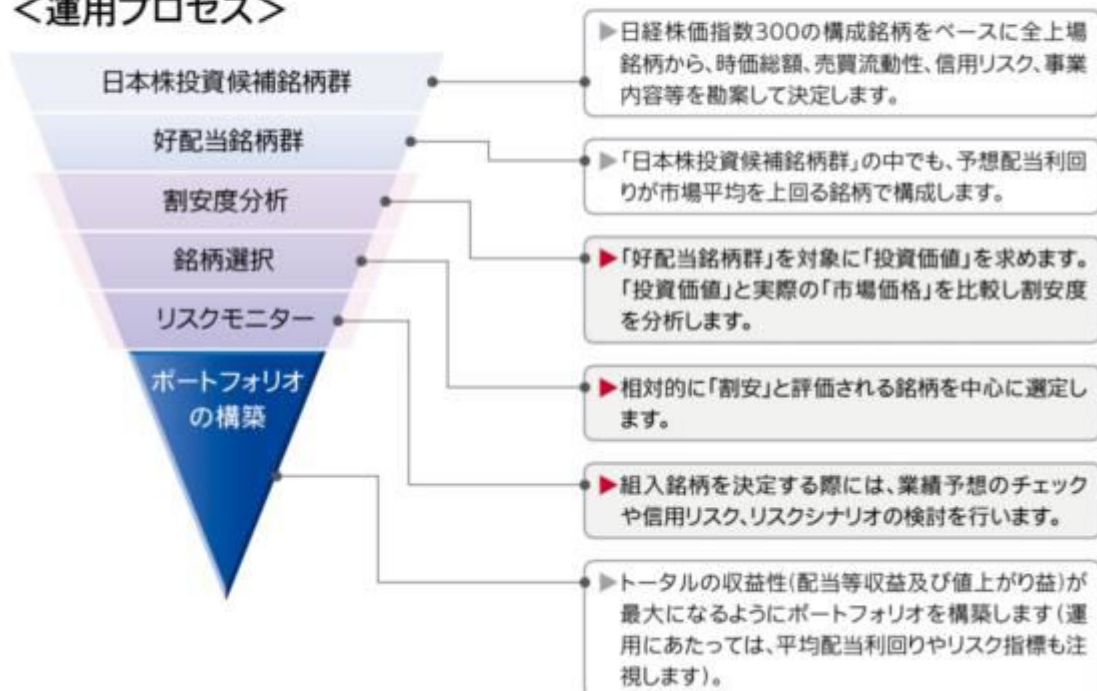 <運用プロセス>
日本株投資候補銘柄群
好配当銘柄群
割安度分析
銘柄選択
リスクモニター
ポートフォリオ
の構築
▶日経株価指数300の構成銘柄をベースに全上場
銘柄から、時価総額、売買流動性、信用リスク、事業
内容等を勘案して決定します。
▶「日本株投資候補銘柄群」の中でも、予想配当利回
りが市場平均を上回る銘柄で構成します。
▶「好配当銘柄群」を対象に「投資価値」を求めます。
「投資価値」と実際の「市場価格」を比較し割安度
を分析します。
▶相対的に「割安」と評価される銘柄を中心に選定し
ます。
▶組入銘柄を決定する際には、業績予想のチェック
や信用リスク、リスクシナリオの検討を行います。
▶トータルの収益性(配当等収益及び値上がり益)が
最大になるようにポートフォリオを構築します(運
用にあたっては、平均配当利回りやリスク指標も注
視します)。